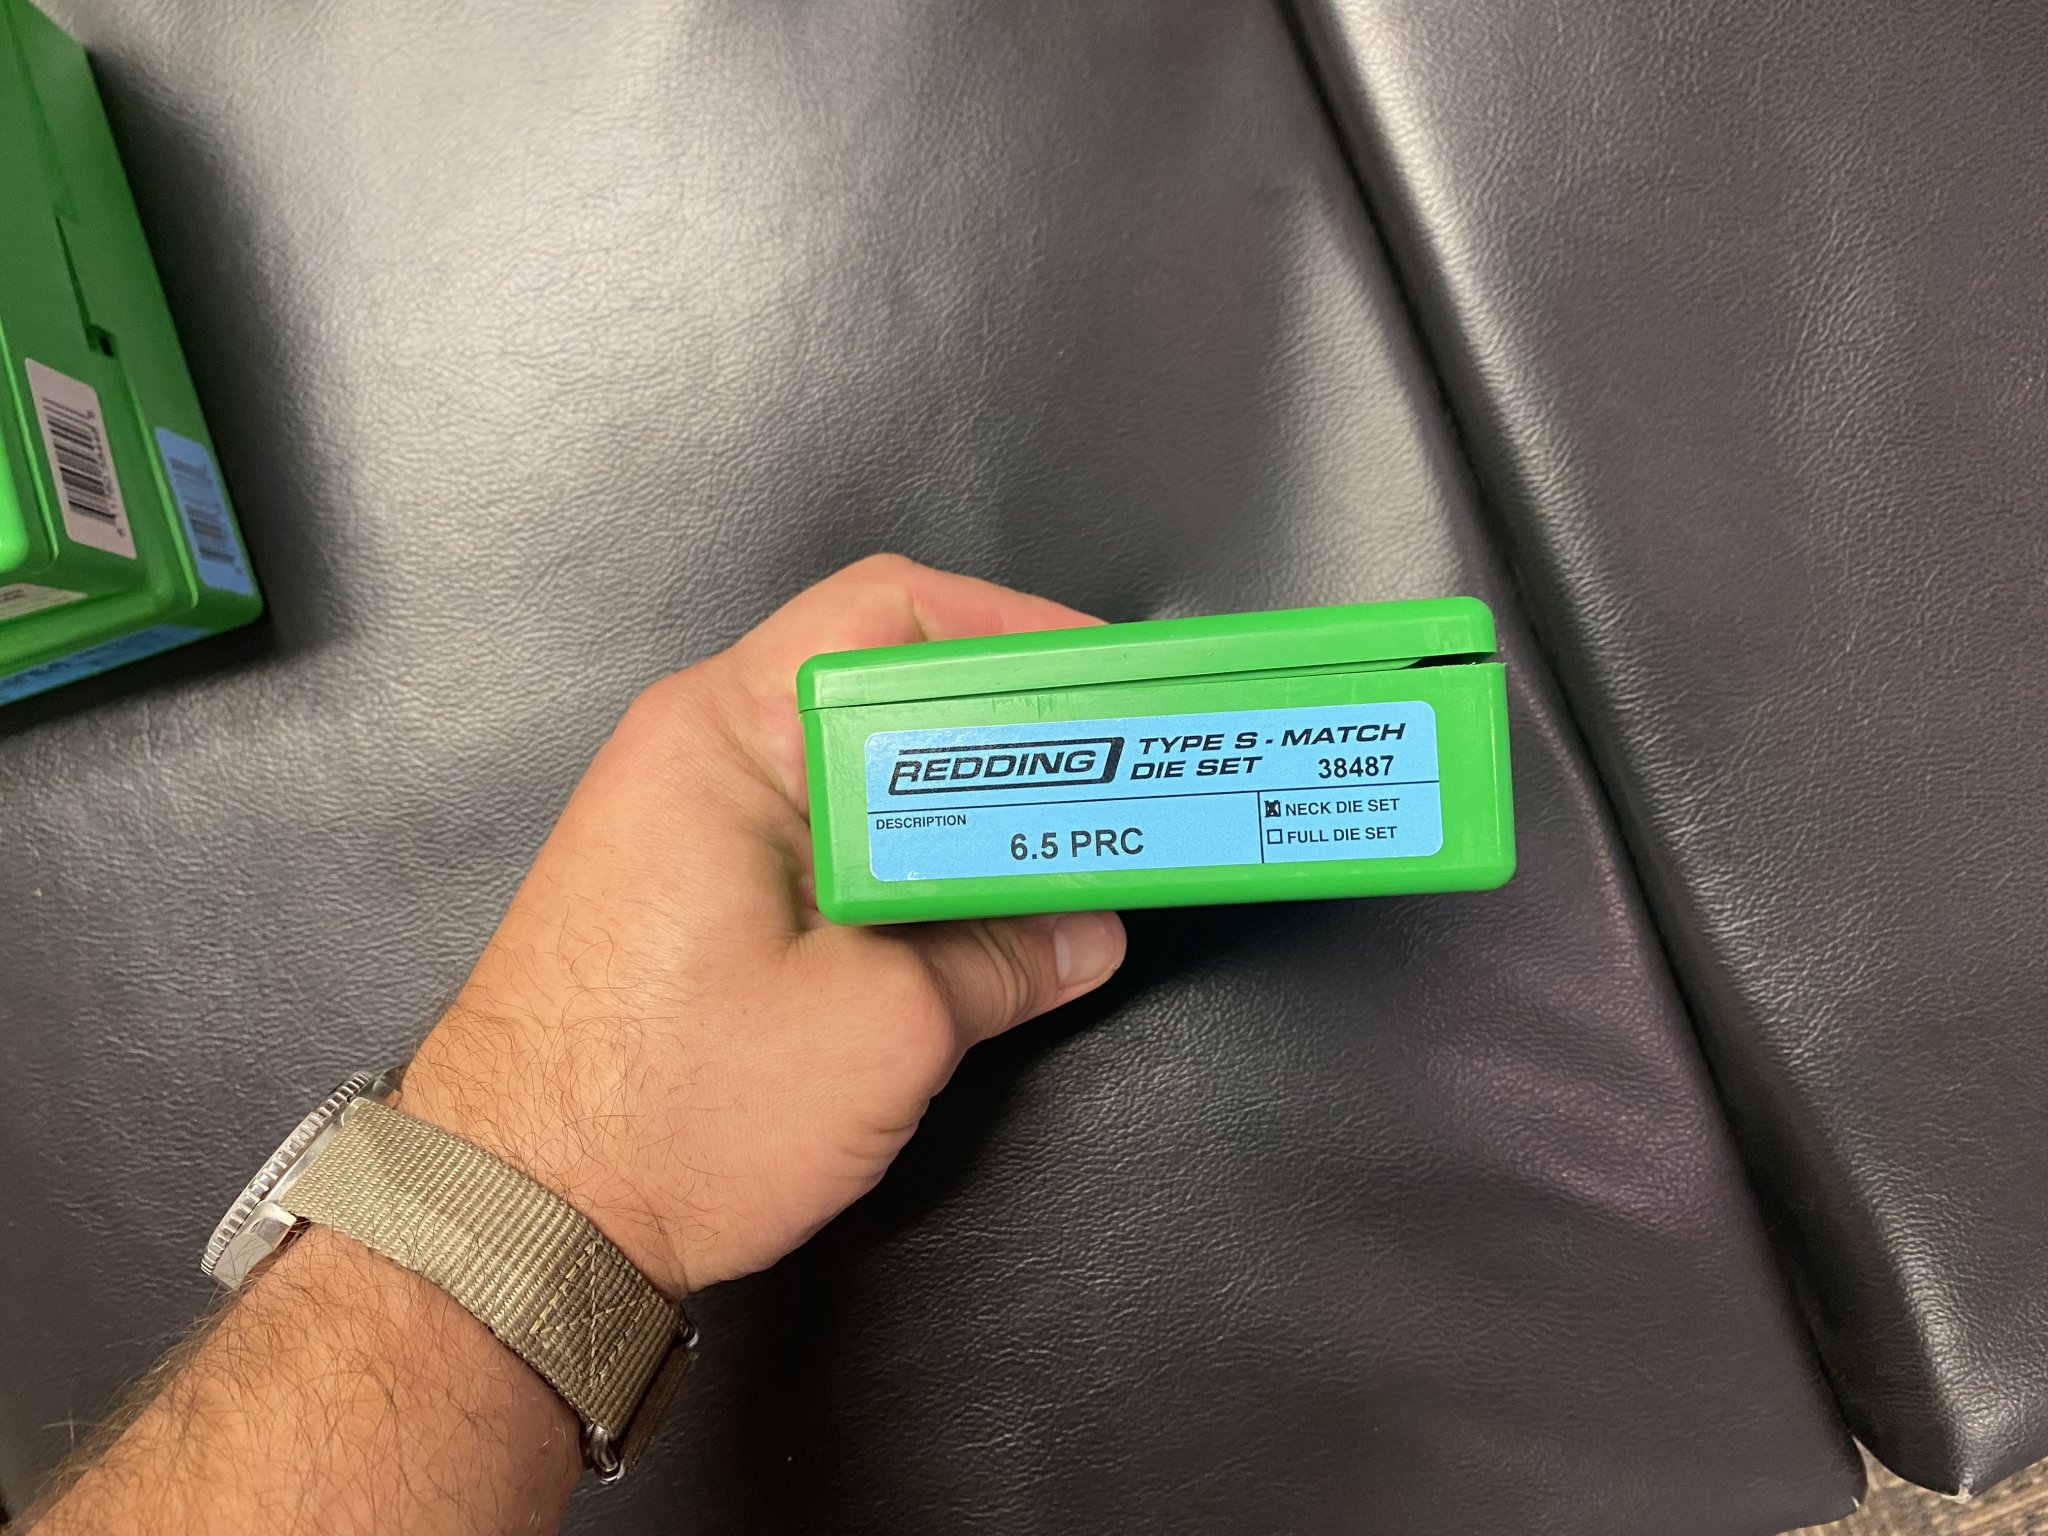 REDDING
TYPE S - MATCH
DIE SET 38487
DESCRIPTION
6.5 PRC
☒ NECK DIE SET
☐ FULL DIE SET